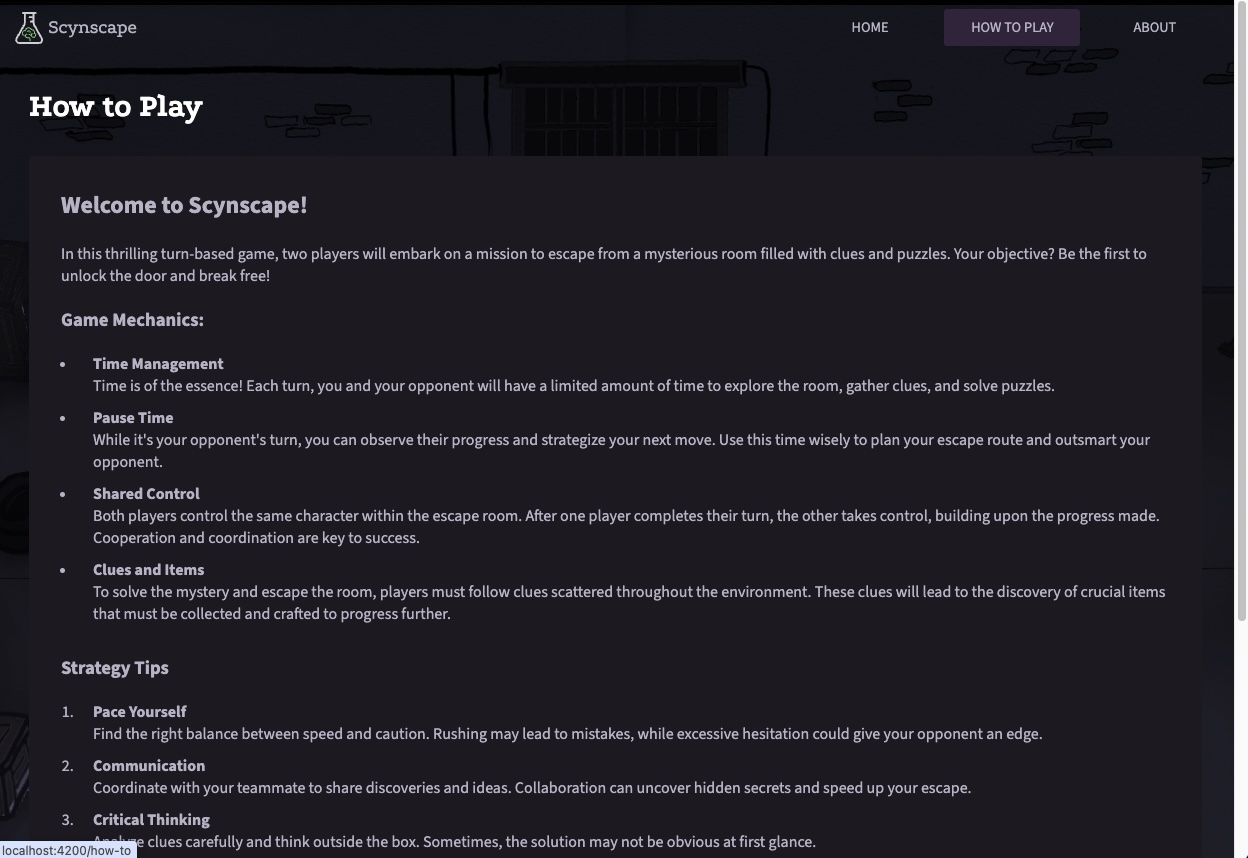 Scynscape
HOME
HOW TO PLAY
ABOUT
How to Play
Welcome to Scynscape!
In this thrilling turn-based game, two players will embark on a mission to escape from a mysterious room filled with clues and puzzles. Your objective? Be the first to
unlock the door and break free!
Game Mechanics:
• Time Management
Time is of the essence! Each turn, you and your opponent will have a limited amount of time to explore the room, gather clues, and solve puzzles.
• Pause Time
While it's your opponent's turn, you can observe their progress and strategize your next move. Use this time wisely to plan your escape route and outsmart your
opponent.
• Shared Control
Both players control the same character within the escape room. After one player completes their turn, the other takes control, building upon the progress made.
Cooperation and coordination are key to success.
• Clues and Items
To solve the mystery and escape the room, players must follow clues scattered throughout the environment. These clues will lead to the discovery of crucial items
that must be collected and crafted to progress further.
Strategy Tips
1. Pace Yourself
Find the right balance between speed and caution. Rushing may lead to mistakes, while excessive hesitation could give your opponent an edge.
2. Communication
Coordinate with your teammate to share discoveries and ideas. Collaboration can uncover hidden secrets and speed up your escape.
3. Critical Thinking
Analyze clues carefully and think outside the box. Sometimes, the solution may not be obvious at first glance.
localhost:4200/how-to